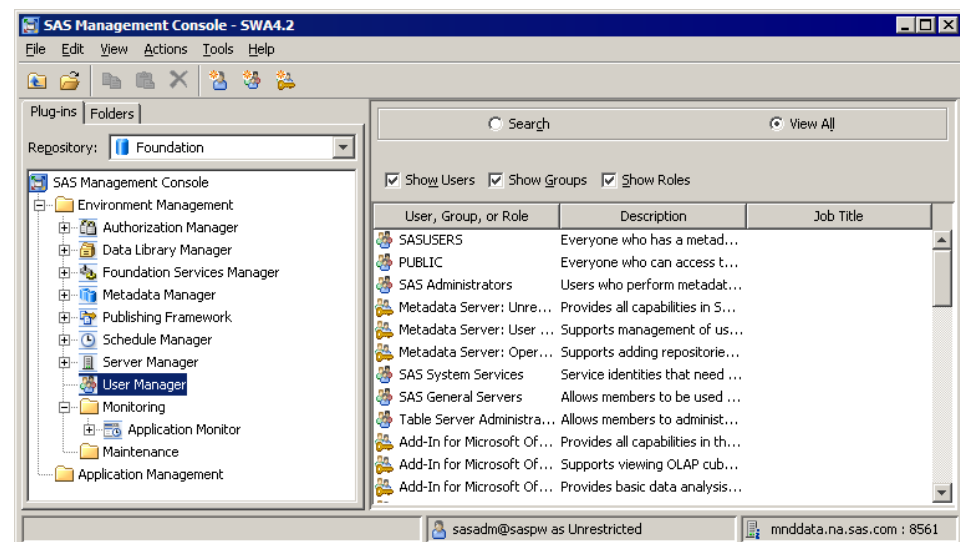 SAS Management Console - SWA4.2
File Edit View Actions Tools Help
Plug-ins Folders
Repository: Foundation
SAS Management Console
Environment Management
Authorization Manager
Data Library Manager
Foundation Services Manager
Metadata Manager
Publishing Framework
Schedule Manager
Server Manager
User Manager
Monitoring
Application Monitor
Maintenance
Application Management
Search View All
Show Users Show Groups Show Roles
User, Group, or Role Description Job Title
SASUSERS Everyone who has a metad...
PUBLIC Everyone who can access t...
SAS Administrators Users who perform metadat...
Metadata Server: Unre... Provides all capabilities in S...
Metadata Server: User ... Supports management of us...
Metadata Server: Oper... Supports adding repositorie...
SAS System Services Service identities that need ...
SAS General Servers Allows members to be used ...
Table Server Administra... Allows members to administ...
Add-In for Microsoft Of... Provides all capabilities in th...
Add-In for Microsoft Of... Supports viewing OLAP cub...
Add-In for Microsoft Of... Provides basic data analysis...
sasadm@saspw as Unrestricted mnddata.na.sas.com : 8561